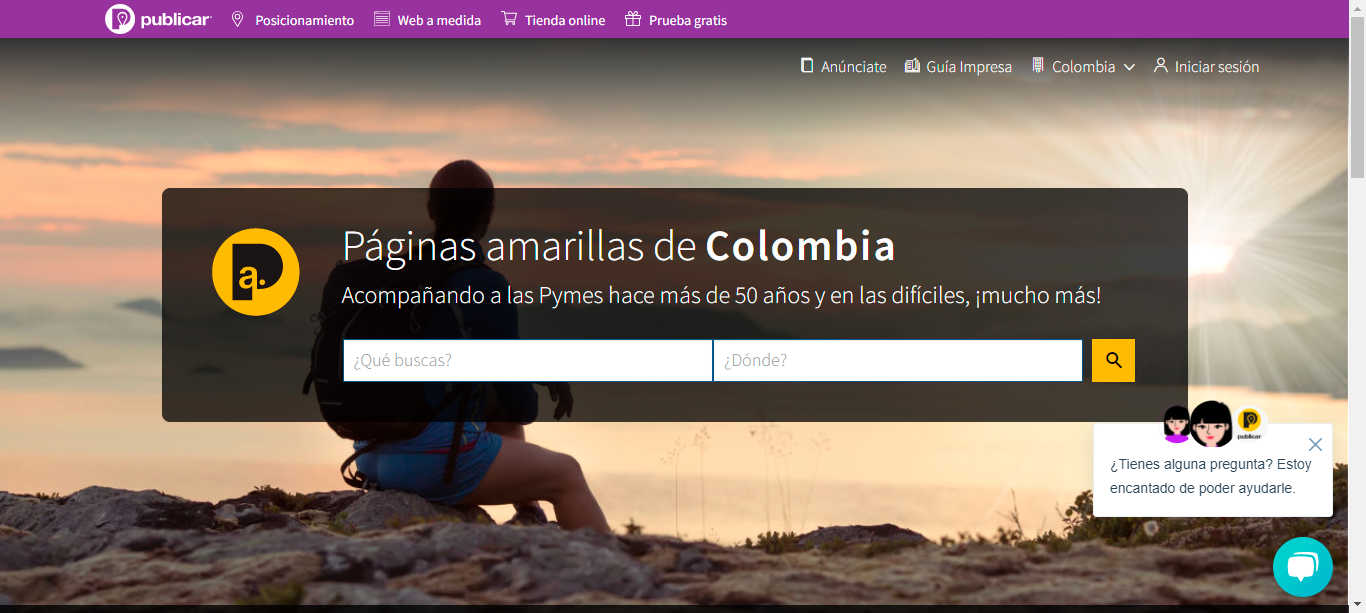 publicar Posicionamiento Web a medida Tienda online Prueba gratis
Anúnciate Guía Impresa Colombia Iniciar sesión
Páginas amarillas de Colombia
a.
Acompañando a las Pymes hace más de 50 años y en las difíciles, ¡mucho más!
¿Qué buscas? ¿Dónde?
publicar
¿Tienes alguna pregunta? Estoy
encantado de poder ayudarle.